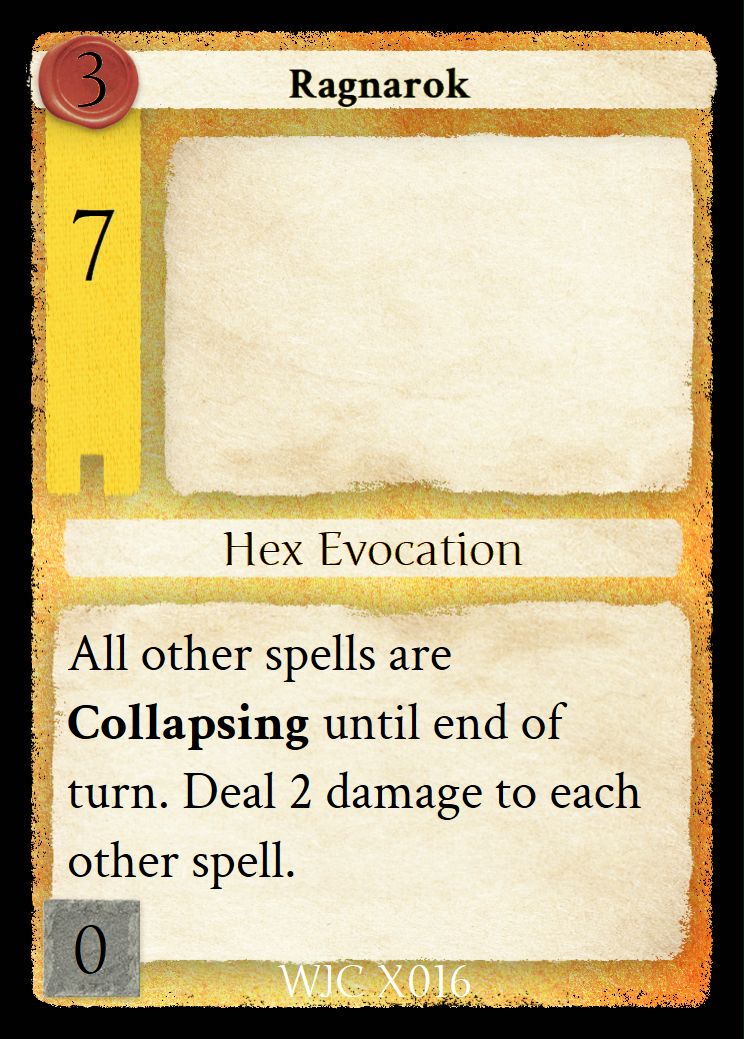 3
Ragnarok
7
Hex Evocation
All other spells are
Collapsing until end of
turn. Deal 2 damage to each
other spell.
0
WJC X016